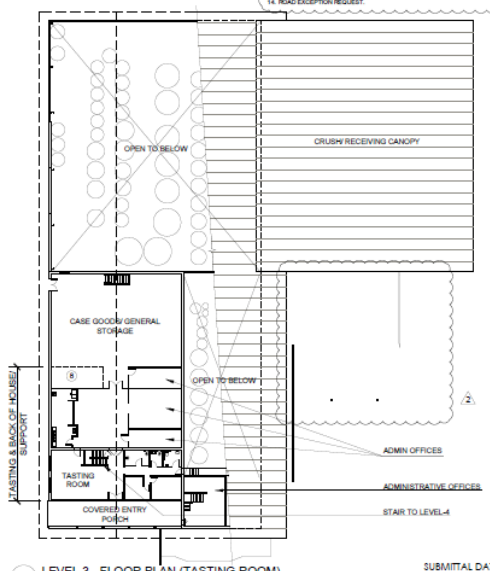 14. ROAD EXCEPTION REQUEST.
OPEN TO BELOW
CRUSH/ RECEIVING CANOPY
CASE GOODS/ GENERAL
STORAGE
8
OPEN TO BELOW
2
TASTING & BACK OF HOUSE/
SUPPORT
ADMIN OFFICES
TASTING
ROOM
ADMINISTRATIVE OFFICES
COVERED ENTRY
PORCH
STAIR TO LEVEL-4
LEVEL 3 - FLOOR PLAN (TASTING ROOM)
SUBMITTAL DAT